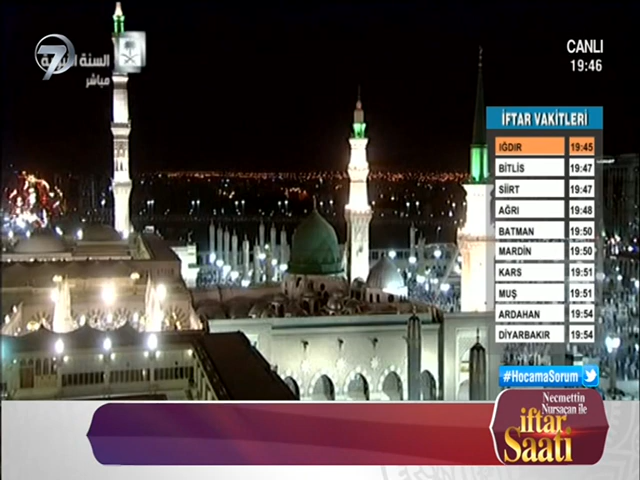 7
السنة النبوية
مباشر
CANLI
19:46
İFTAR VAKİTLERİ
IĞDIR 19:45
BİTLİS 19:47
SİİRT 19:47
AĞRI 19:48
BATMAN 19:50
MARDİN 19:50
KARS 19:51
MUŞ 19:51
ARDAHAN 19:54
DİYARBAKIR 19:54
#HocamaSorum
Necmettin
Nursaçan ile
iftar
Saati